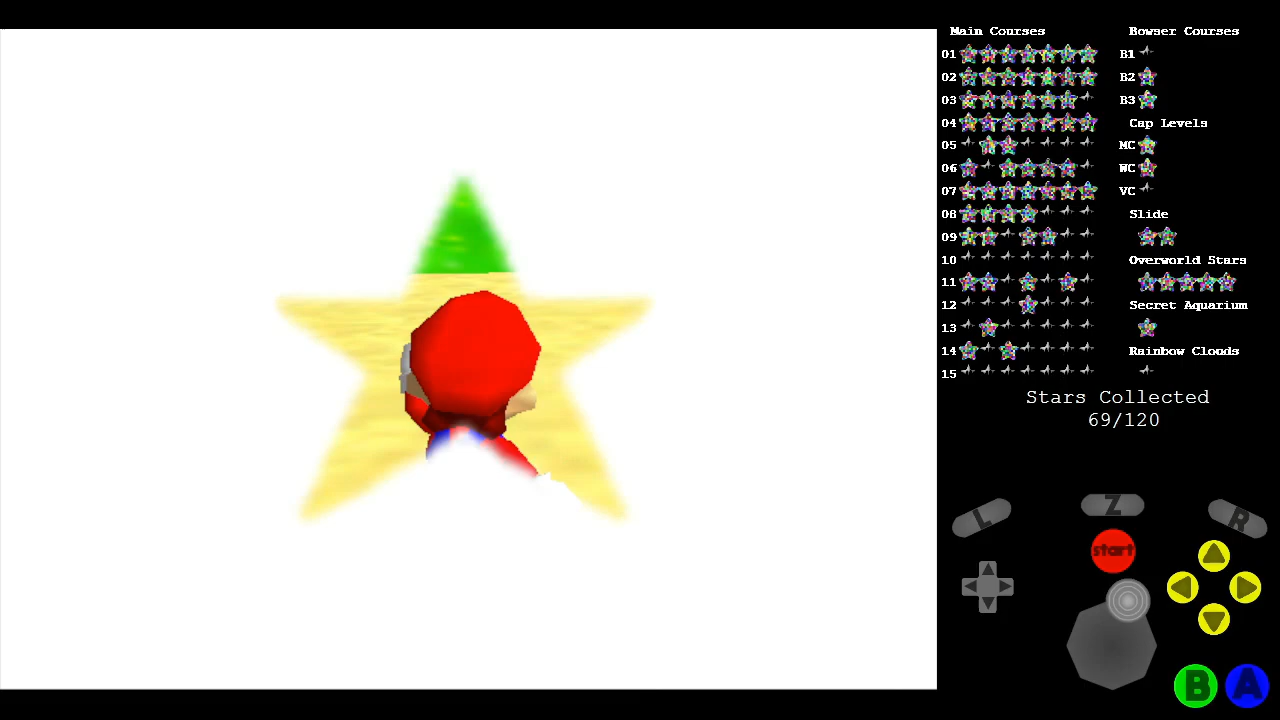 Main Courses Bowser Courses
01 B1
02 B2
03 B3
04 Cap Levels
05 MC
06 WC
07 VC
08 Slide
09
10 Overworld Stars
11
12 Secret Aquarium
13
14 Rainbow Clouds
15
Stars Collected
69/120
L Z R
start
B A